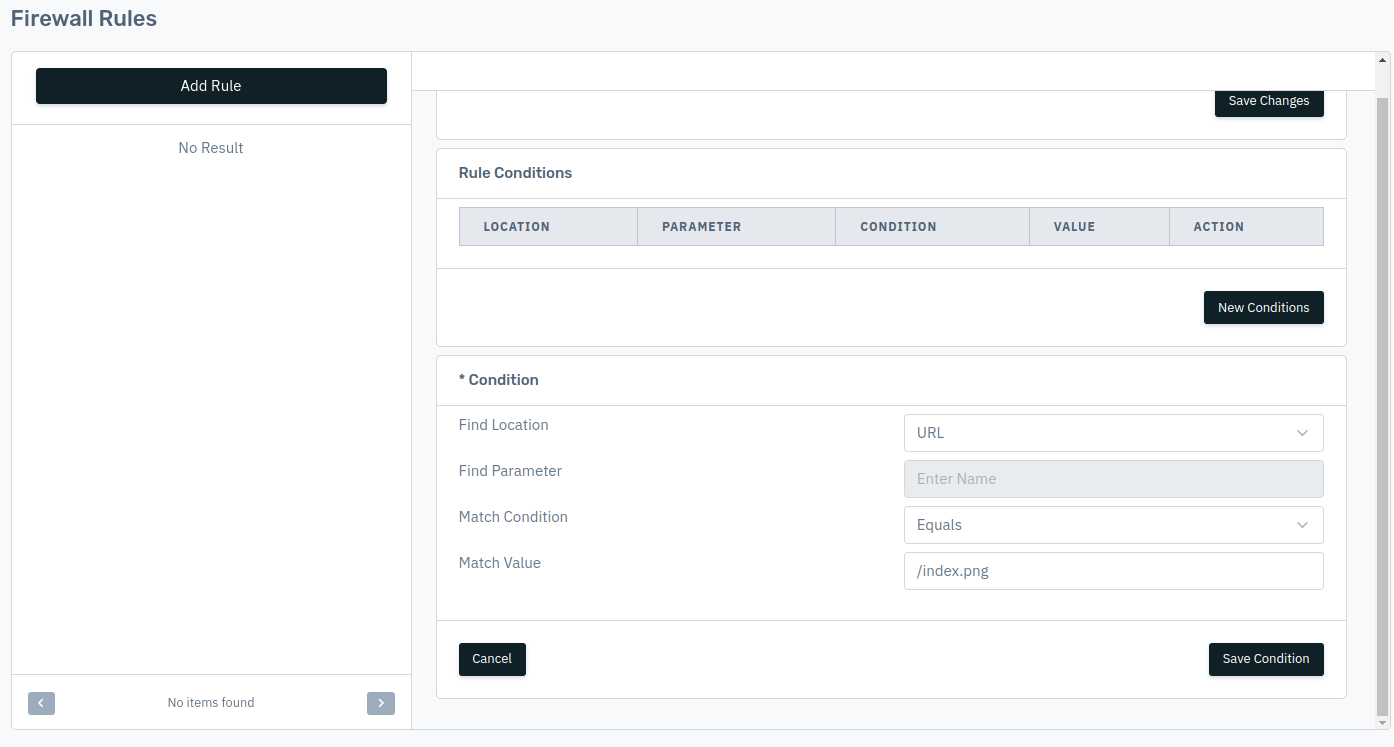 Firewall Rules
Add Rule
No Result
No items found
Save Changes
Rule Conditions
LOCATION PARAMETER CONDITION VALUE ACTION
New Conditions
* Condition
Find Location URL
Find Parameter Enter Name
Match Condition Equals
Match Value /index.png
Cancel Save Condition